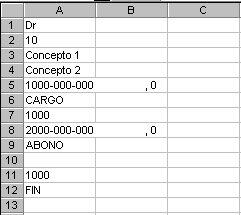 A B C
1 Dr
2 10
3 Concepto 1
4 Concepto 2
5 1000-000-000 , 0
6 CARGO
7 1000
8 2000-000-000 , 0
9 ABONO
10
11 1000
12 FIN
13